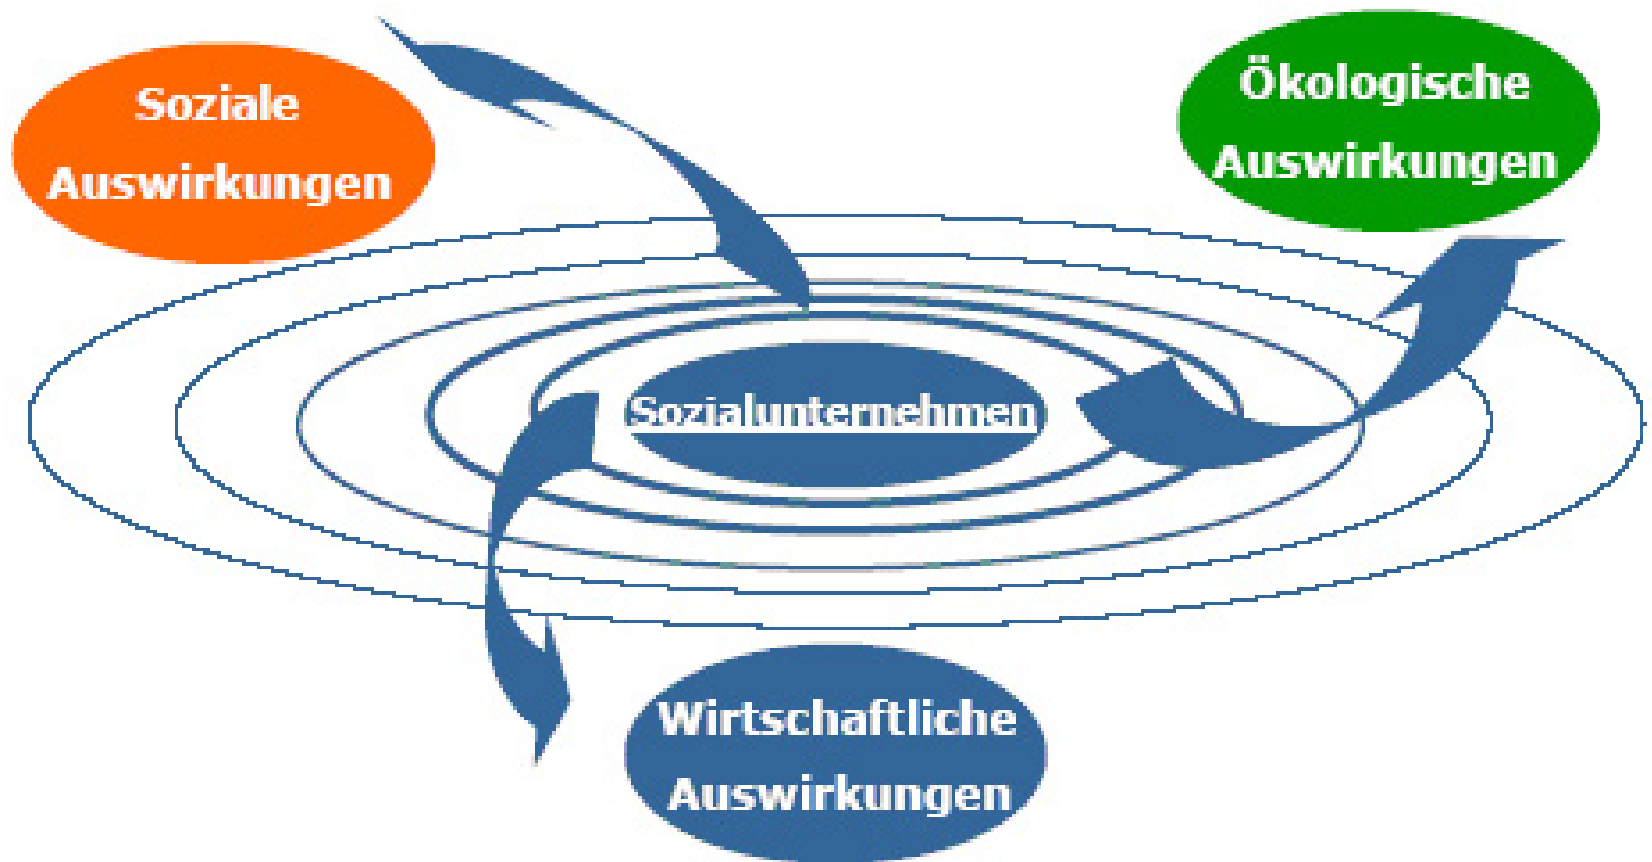 Soziale
Auswirkungen
Ökologische
Auswirkungen
Sozialunternehmen
Wirtschaftliche
Auswirkungen